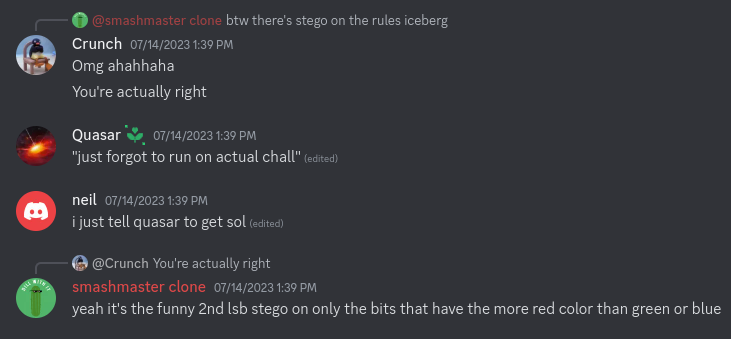 @smashmaster clone btw there's stego on the rules iceberg
Crunch 07/14/2023 1:39 PM
Omg ahahhaha
You're actually right
Quasar 07/14/2023 1:39 PM
"just forgot to run on actual chall" (edited)
neil 07/14/2023 1:39 PM
i just tell quasar to get sol (edited)
@Crunch You're actually right
smashmaster clone 07/14/2023 1:39 PM
yeah it's the funny 2nd lsb stego on only the bits that have the more red color than green or blue